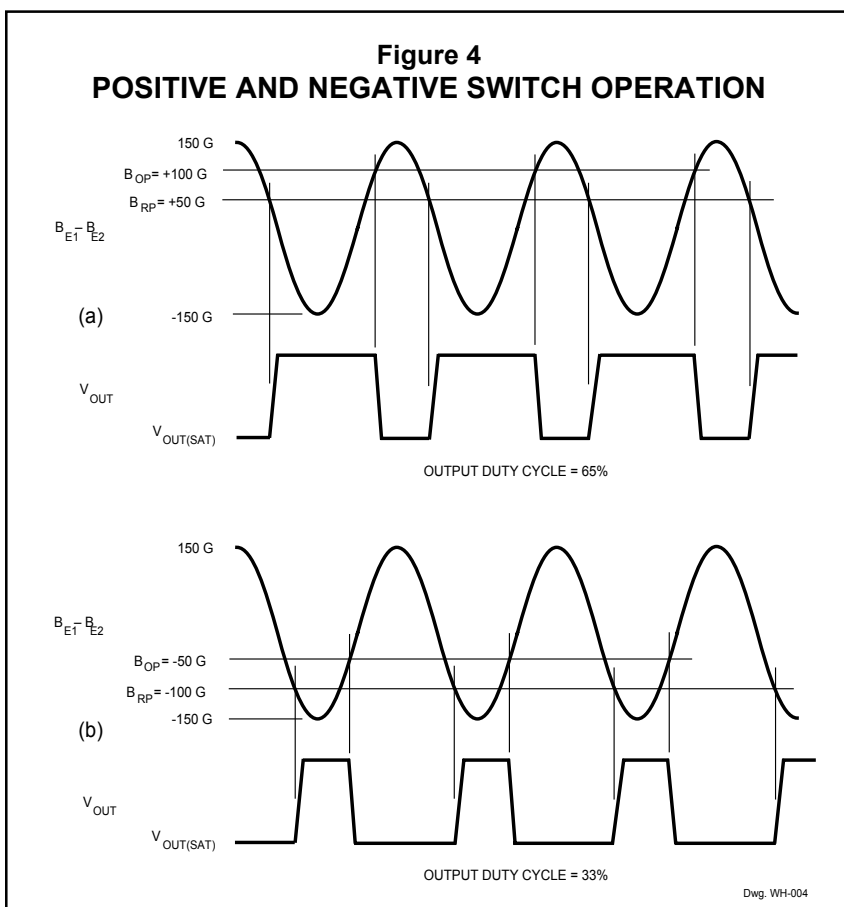 Figure 4
POSITIVE AND NEGATIVE SWITCH OPERATION
150 G
B OP = +100 G
B RP = +50 G
B E1 – B E2
(a)
-150 G
V OUT
V OUT(SAT)
OUTPUT DUTY CYCLE = 65%
150 G
B E1 – B E2
B OP = -50 G
B RP = -100 G
-150 G
(b)
V OUT
V OUT(SAT)
OUTPUT DUTY CYCLE = 33%
Dwg. WH-004